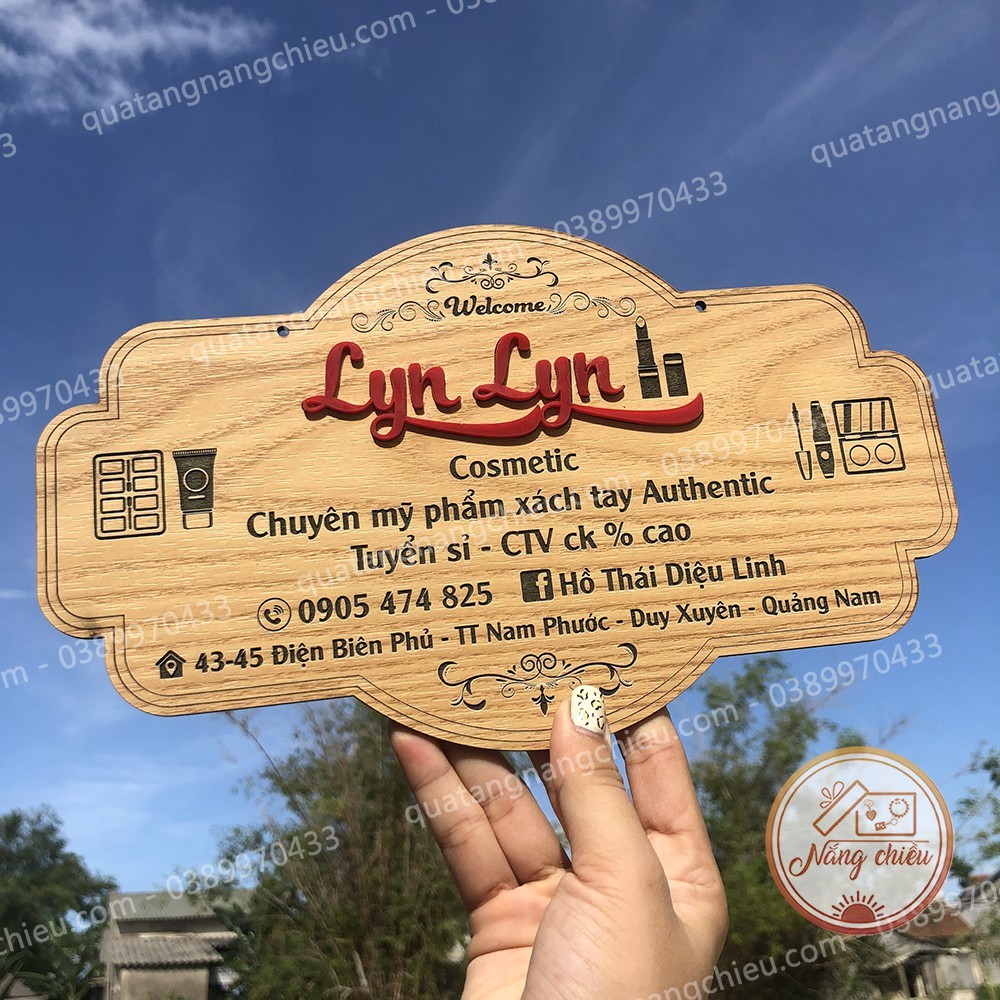 quatangnangchieu.com - 0389970433
Welcome
Lyn Lyn
Cosmetic
Chuyên mỹ phẩm xách tay Authentic
Tuyển sỉ - CTV ck % cao
0905 474 825 f Hồ Thái Diệu Linh
43-45 Điện Biên Phủ - TT Nam Phước - Duy Xuyên - Quảng Nam
Nắng chiều